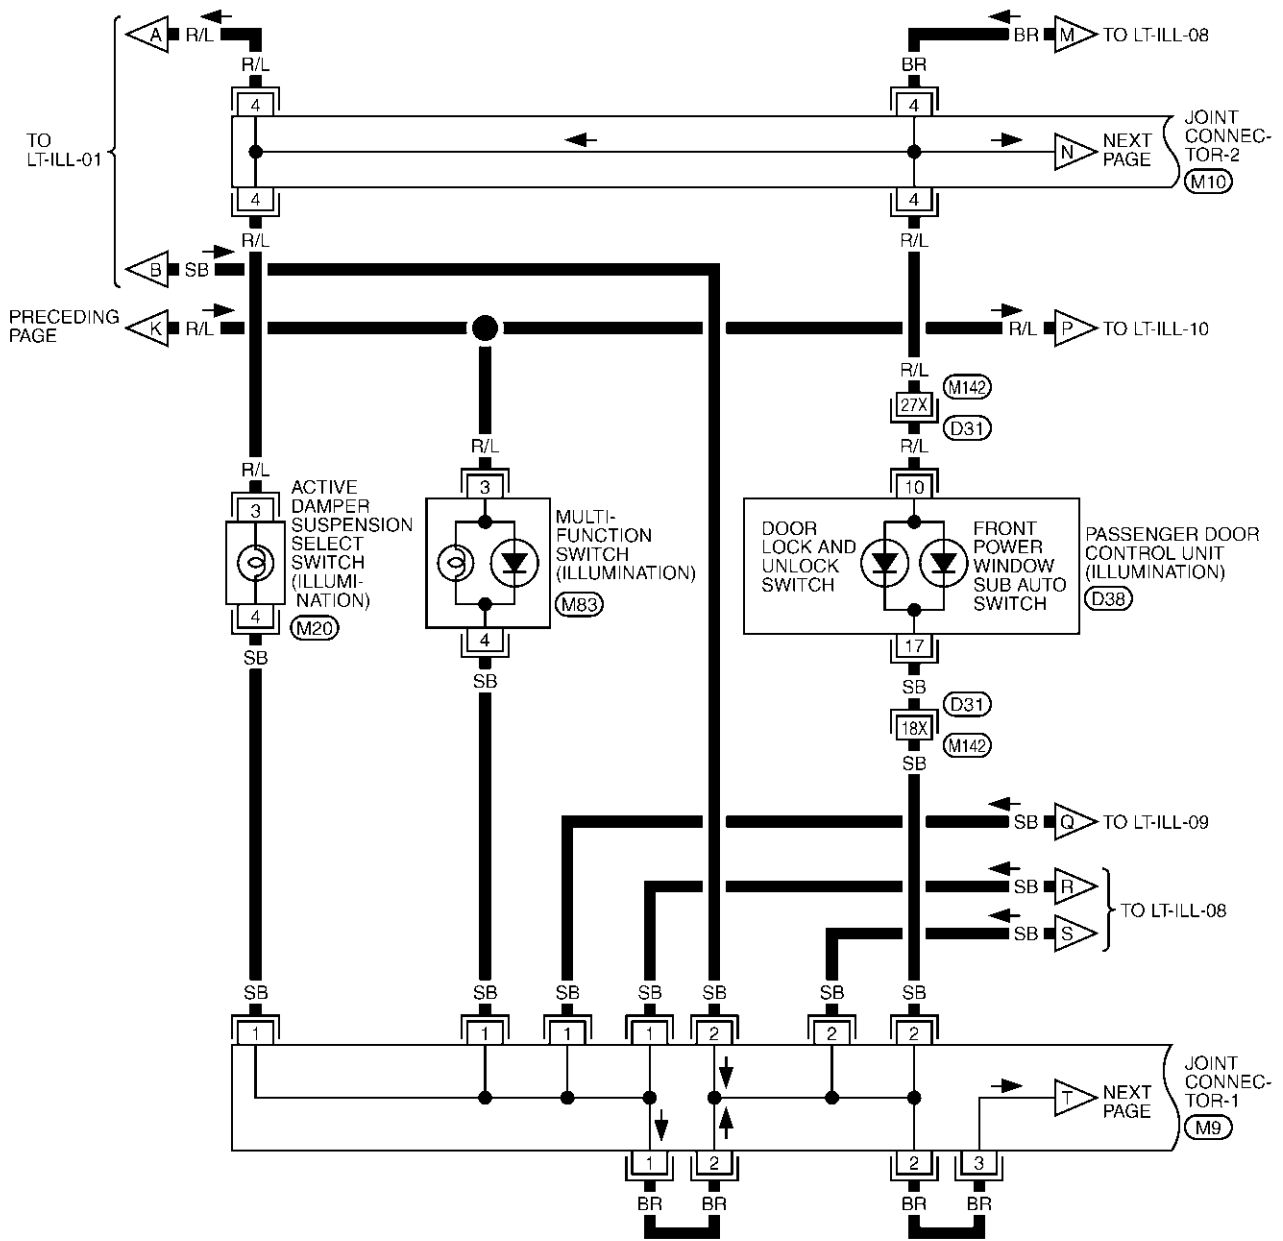 A R/L
BR M TO LT-ILL-08
R/L
BR
4
4
JOINT
CONNEC-
TOR-2
M10
TO
LT-ILL-01
N NEXT
PAGE
4
4
R/L
R/L
B SB
PRECEDING
PAGE
K R/L
R/L P TO LT-ILL-10
R/L
M142
27X
D31
R/L
R/L
R/L
3
ACTIVE
DAMPER
SUSPENSION
SELECT
SWITCH
(ILLUMI-
NATION)
M20
4
SB
3
MULTI-
FUNCTION
SWITCH
(ILLUMINATION)
M83
4
SB
10
DOOR
LOCK AND
UNLOCK
SWITCH
FRONT
POWER
WINDOW
SUB AUTO
SWITCH
PASSENGER DOOR
CONTROL UNIT
(ILLUMINATION)
D38
17
SB
D31
18X
M142
SB
SB Q TO LT-ILL-09
SB R
TO LT-ILL-08
SB S
SB SB SB SB SB SB SB
1 1 1 1 2 2 2
JOINT
CONNEC-
TOR-1
M9
T NEXT
PAGE
1 2 2 3
BR BR BR BR